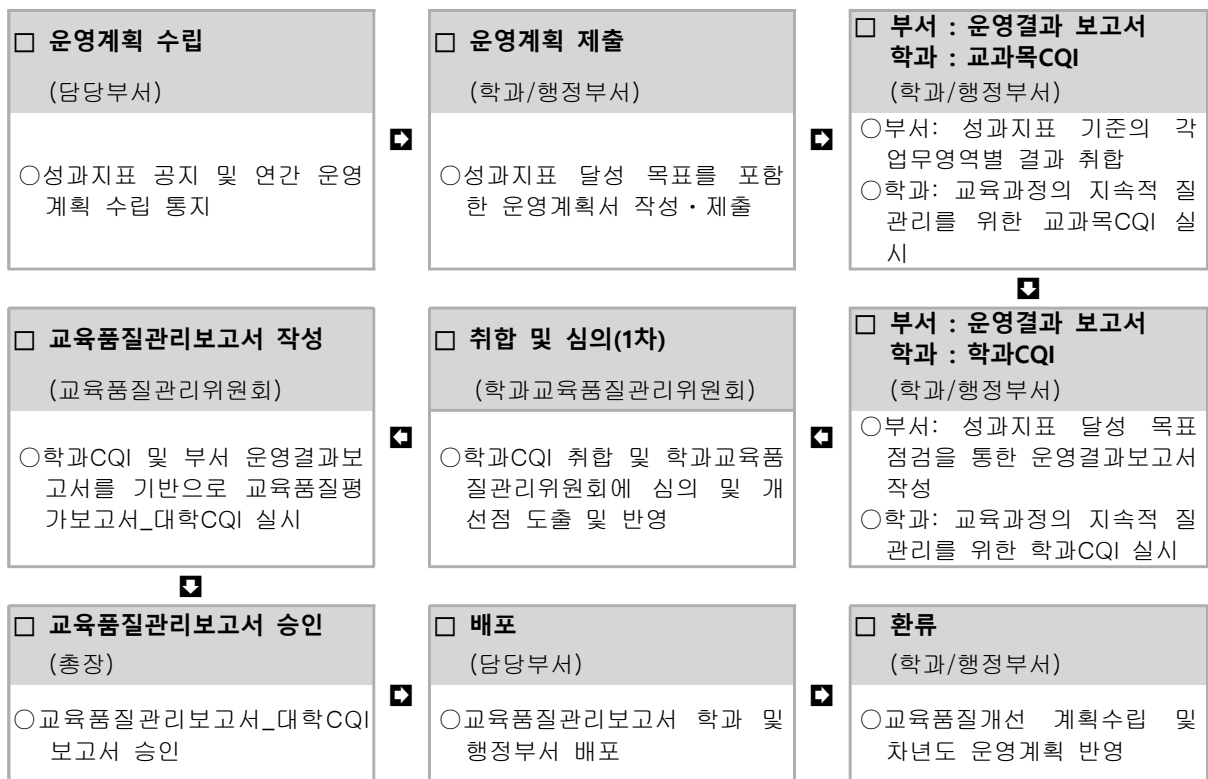 □ 운영계획 수립
(담당부서)
○성과지표 공지 및 연간 운영
계획 수립 통지
□ 운영계획 제출
(학과/행정부서)
○성과지표 달성 목표를 포함
한 운영계획서 작성・제출
□ 부서 : 운영결과 보고서
학과 : 교과목CQI
(학과/행정부서)
○부서: 성과지표 기준의 각
업무영역별 결과 취합
○학과: 교육과정의 지속적 질
관리를 위한 교과목CQI 실
시
□ 부서 : 운영결과 보고서
학과 : 학과CQI
(학과/행정부서)
○부서: 성과지표 달성 목표
점검을 통한 운영결과보고서
작성
○학과: 교육과정의 지속적 질
관리를 위한 학과CQI 실시
□ 취합 및 심의(1차)
(학과교육품질관리위원회)
○학과CQI 취합 및 학과교육품
질관리위원회에 심의 및 개
선점 도출 및 반영
□ 교육품질관리보고서 작성
(교육품질관리위원회)
○학과CQI 및 부서 운영결과보
고서를 기반으로 교육품질평
가보고서_대학CQI 실시
□ 교육품질관리보고서 승인
(총장)
○교육품질관리보고서_대학CQI
보고서 승인
□ 배포
(담당부서)
○교육품질관리보고서 학과 및
행정부서 배포
□ 환류
(학과/행정부서)
○교육품질개선 계획수립 및
차년도 운영계획 반영